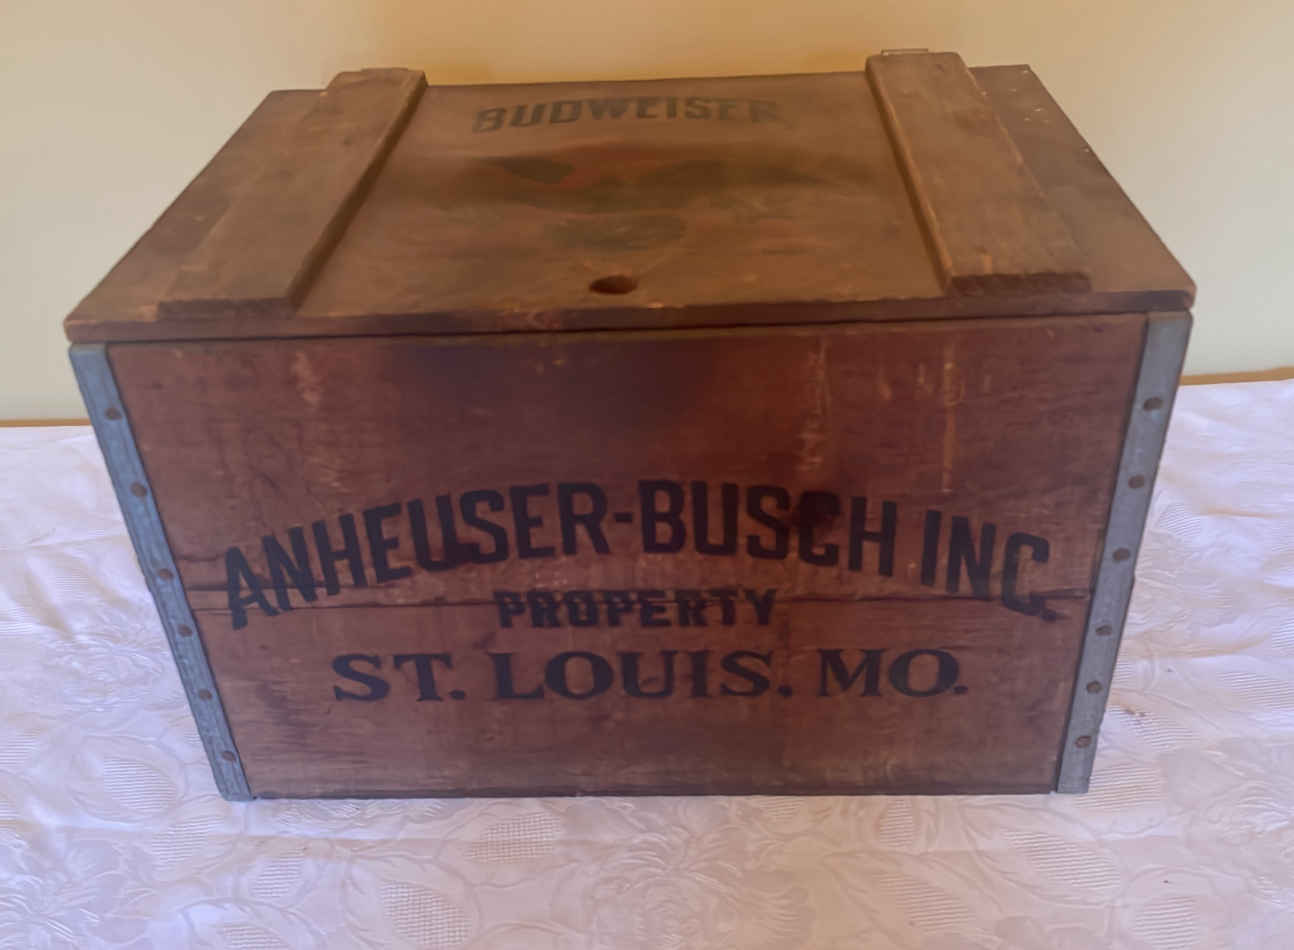 BUDWEISER
ANHEUSER-BUSCH INC.
PROPERTY
ST. LOUIS, MO.